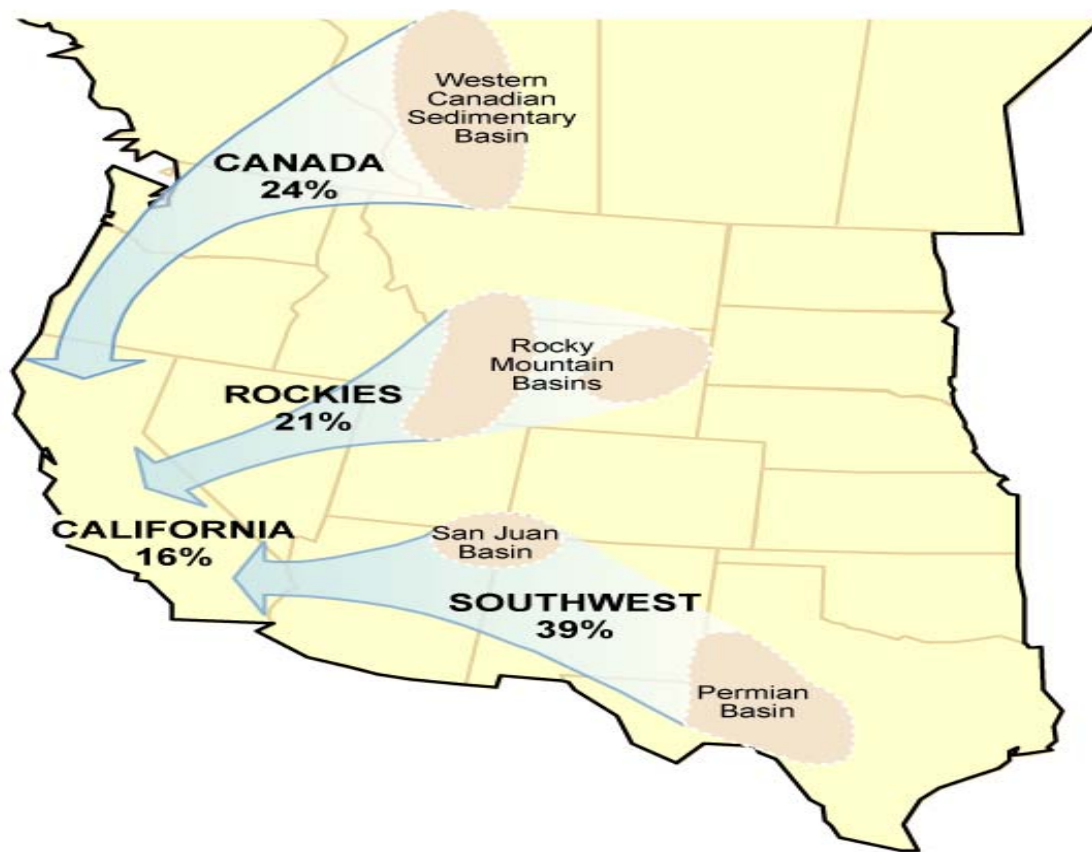 Western
Canadian
Sedimentary
Basin
CANADA
24%
Rocky
Mountain
Basins
ROCKIES
21%
CALIFORNIA
16%
San Juan
Basin
SOUTHWEST
39%
Permian
Basin